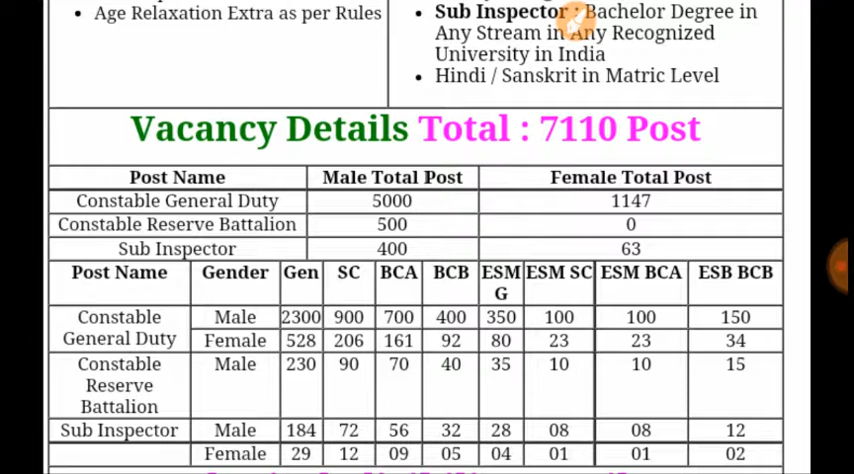 Age Relaxation Extra as per Rules
Sub Inspector : Bachelor Degree in
Any Stream in Any Recognized
University in India
Hindi / Sanskrit in Matric Level
Vacancy Details Total : 7110 Post
Post Name Male Total Post Female Total Post
Constable General Duty 5000 1147
Constable Reserve Battalion 500 0
Sub Inspector 400 63
Post Name Gender Gen SC BCA BCB ESM G ESM SC ESM BCA ESB BCB
Constable General Duty Male 2300 900 700 400 350 100 100 150
Female 528 206 161 92 80 23 23 34
Constable Reserve Battalion Male 230 90 70 40 35 10 10 15
Sub Inspector Male 184 72 56 32 28 08 08 12
Female 29 12 09 05 04 01 01 02